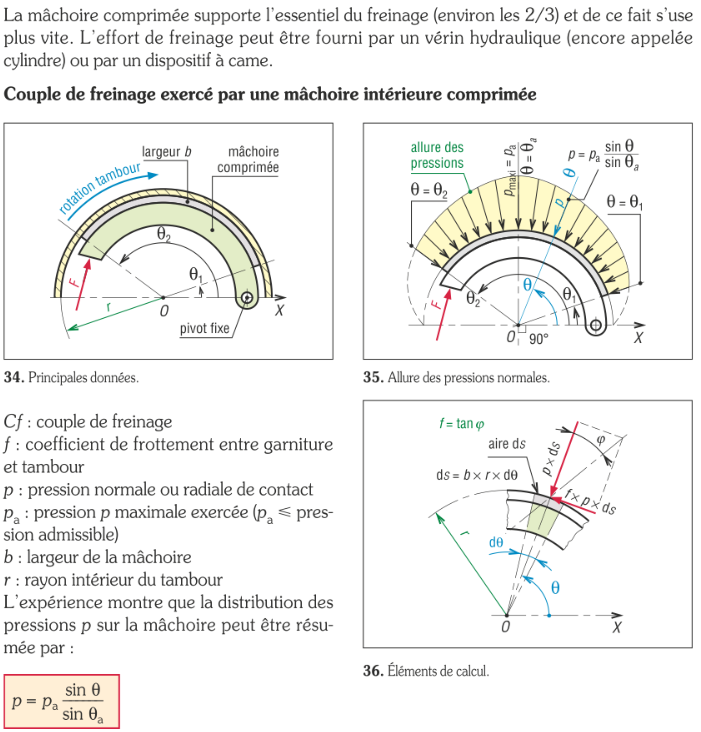 La mâchoire comprimée supporte l'essentiel du freinage (environ les 2/3) et de ce fait s'use
plus vite. L'effort de freinage peut être fourni par un vérin hydraulique (encore appelée
cylindre) ou par un dispositif à came.
Couple de freinage exercé par une mâchoire intérieure comprimée
rotation tambour
largeur b
mâchoire
comprimée
θ₂
θ₁
F
r
O
X
pivot fixe
34. Principales données.
allure des
pressions
p maxi = pₐ
θ = θₐ
p = pₐ sin θ / sin θₐ
θ
p
θ = θ₂
θ = θ₁
F
θ₂
θ
θ₁
O
90°
X
35. Allure des pressions normales.
Cf : couple de freinage
f : coefficient de frottement entre garniture
et tambour
p : pression normale ou radiale de contact
pₐ : pression p maximale exercée (pₐ ⩽ pres-
sion admissible)
b : largeur de la mâchoire
r : rayon intérieur du tambour
L'expérience montre que la distribution des
pressions p sur la mâchoire peut être résu-
mée par :
p = pₐ sin θ / sin θₐ
f = tan φ
aire ds
ds = b × r × dθ
p × ds
φ
f × p × ds
r
dθ
θ
O
X
36. Éléments de calcul.